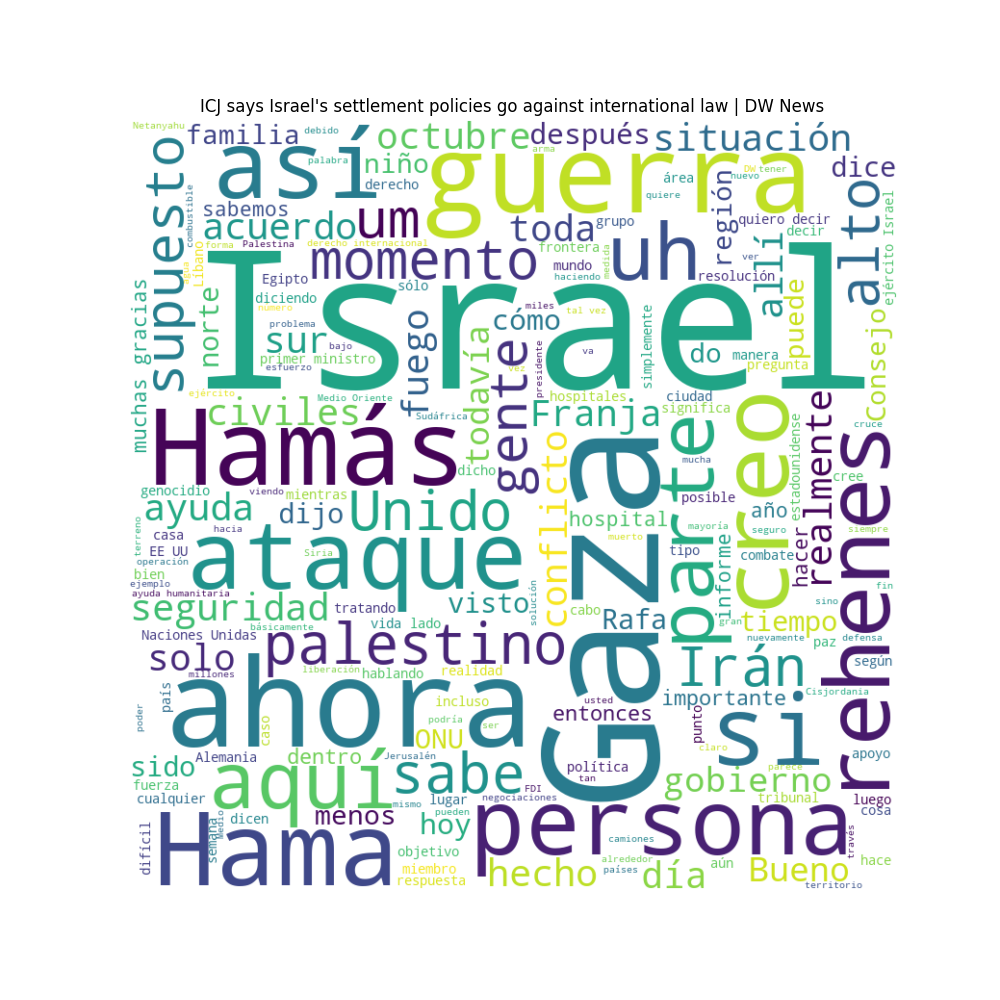 ICJ says Israel's settlement policies go against international law | DW News
Netanyahu
familia
debido
octubre
después
situación
arma
palabra
niño
así
guerra
DW
tener
dice
supuesto
combustible
derecho
área
nuevo
quiere
región
alto
sabemos
um
acuerdo
toda
grupo
quiero decir
uh
decir
allí
forma
Palestina
derecho internacional
frontera
medida
ver
Líbano
agua
momento
mundo
resolución
ejército Israel
Egipto
sólo
haciendo
diciendo
Israel
miles
tal vez
número
cómo
muchas gracias
norte
problema
sur
bajo
fuego
todavía
gente
presidente
va
simplemente
do
manera
puede
Consejo
primer ministro
esfuerzo
vez
pregunta
ejército
Medio Oriente
hospitales
ciudad
civiles
Sudáfrica
Franja
significa
Hamás
parte
creo
realmente
rehenes
cruce
dicho
conflicto
Gaza
mucha
estadounidense
cree
genocidio
viendo
mientras
posible
ayuda
dijo
Unido
hospital
año
terreno
hacia
mayoría
seguro
siempre
casa
muerto
EE UU
Siria
ataque
tipo
combate
hacer
operación
informe
bien
ejemplo
fin
ayuda humanitaria
seguridad
tratando
visto
solución
cabo
sino
básicamente
vida lado
Rafa
gran
tiempo
Naciones Unidas
palestino
nuevamente
paz
defensa
solo
según
millones
liberación
hablando
realidad
Irán
país
ahora
incluso
usted
importante
Cisjordania
poder
caso
podría
ser
entonces
punto
si
ONU
claro
Alemania
dentro
Jerusalén
apoyo
sido
aquí
sabe
política
parece
fuerza
tan
gobierno
cualquier
mismo
lugar
FDI
negociaciones
tribunal
luego
Medio
pueden
cosa
Hama
menos
hoy
persona
difícil
semana
dicen
camiones
través
objetivo
alrededor
aún
hace
miembro
hecho
países
día
Bueno
respuesta
territorio